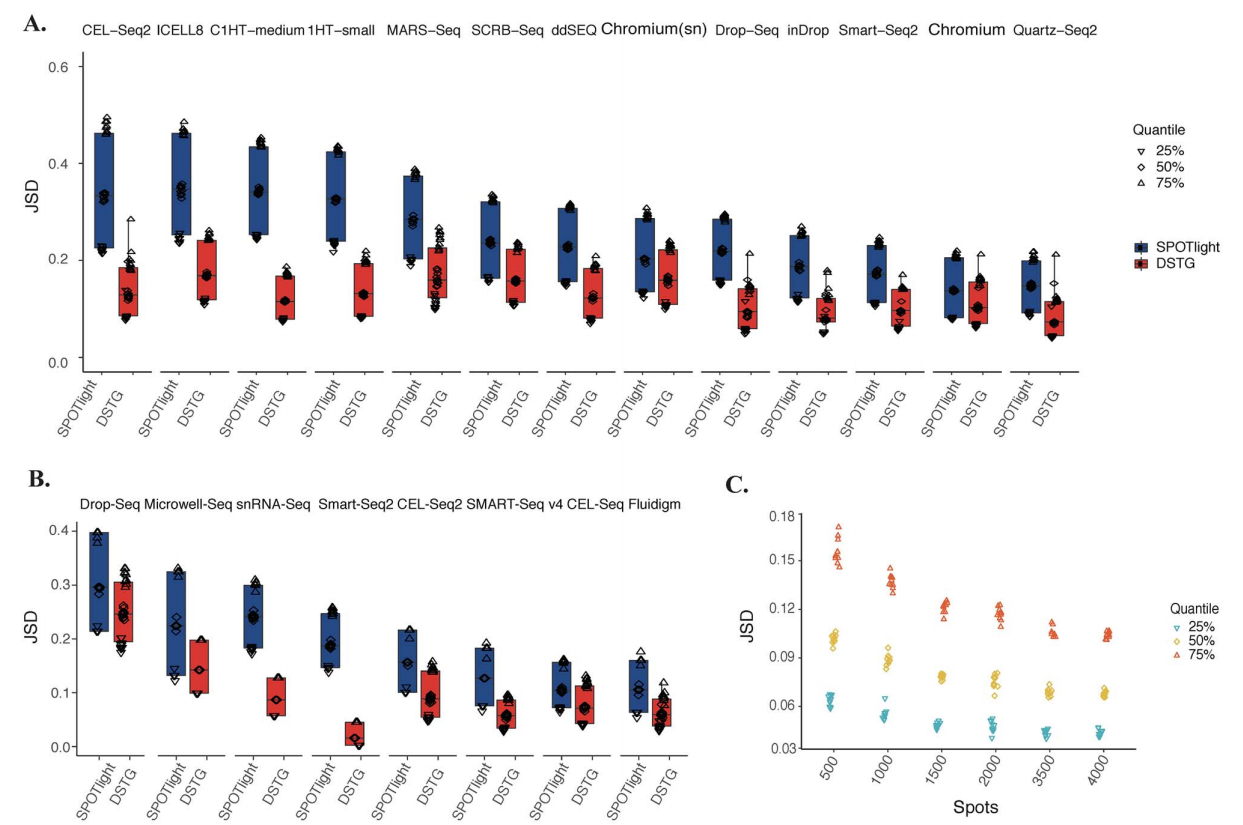 A.
CEL−Seq2 ICELL8 C1HT−medium 1HT−small MARS−Seq SCRB−Seq ddSEQ Chromium(sn) Drop−Seq inDrop Smart−Seq2 Chromium Quartz−Seq2
0.6
0.4
0.2
0.0
JSD
SPOTlight DSTG SPOTlight DSTG SPOTlight DSTG SPOTlight DSTG SPOTlight DSTG SPOTlight DSTG SPOTlight DSTG SPOTlight DSTG SPOTlight DSTG SPOTlight DSTG SPOTlight DSTG SPOTlight DSTG SPOTlight DSTG
Quantile
25%
50%
75%
SPOTlight
DSTG
B.
Drop-Seq Microwell-Seq snRNA-Seq Smart-Seq2 CEL-Seq2 SMART-Seq v4 CEL-Seq Fluidigm
0.4
0.3
0.2
0.1
0.0
JSD
SPOTlight DSTG SPOTlight DSTG SPOTlight DSTG SPOTlight DSTG SPOTlight DSTG SPOTlight DSTG SPOTlight DSTG SPOTlight DSTG
C.
0.18
0.15
0.12
0.09
0.06
0.03
JSD
500 1000 1500 2000 3500 4000
Spots
Quantile
25%
50%
75%